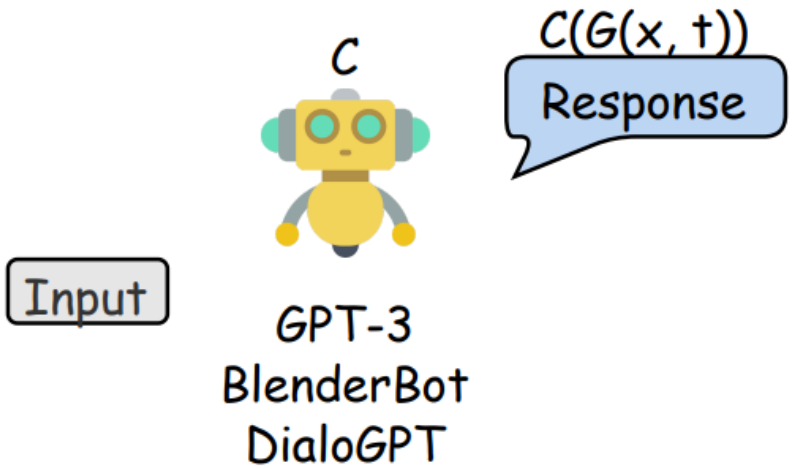 C(G(x, t))
C
Response
Input
GPT-3
BlenderBot
DialoGPT